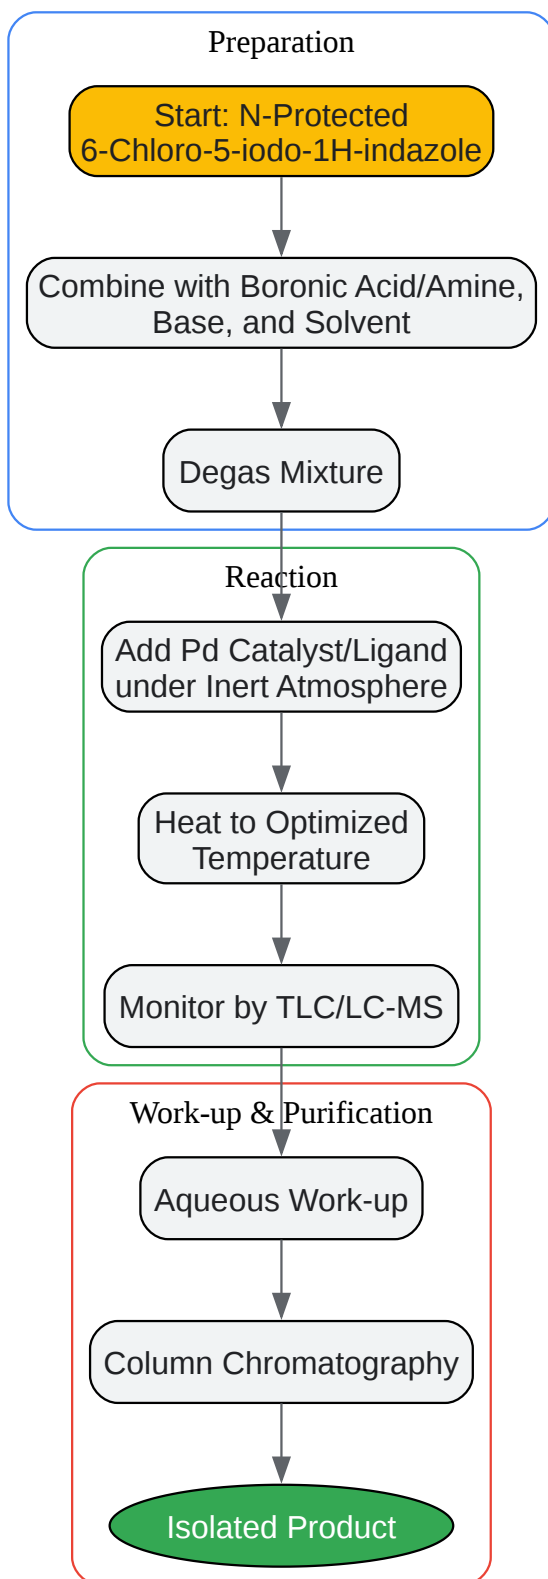 Preparation
Start: N-Protected
6-Chloro-5-iodo-1H-indazole
Combine with Boronic Acid/Amine,
Base, and Solvent
Degas Mixture
Reaction
Add Pd Catalyst/Ligand
under Inert Atmosphere
Heat to Optimized
Temperature
Monitor by TLC/LC-MS
Work-up & Purification
Aqueous Work-up
Column Chromatography
Isolated Product